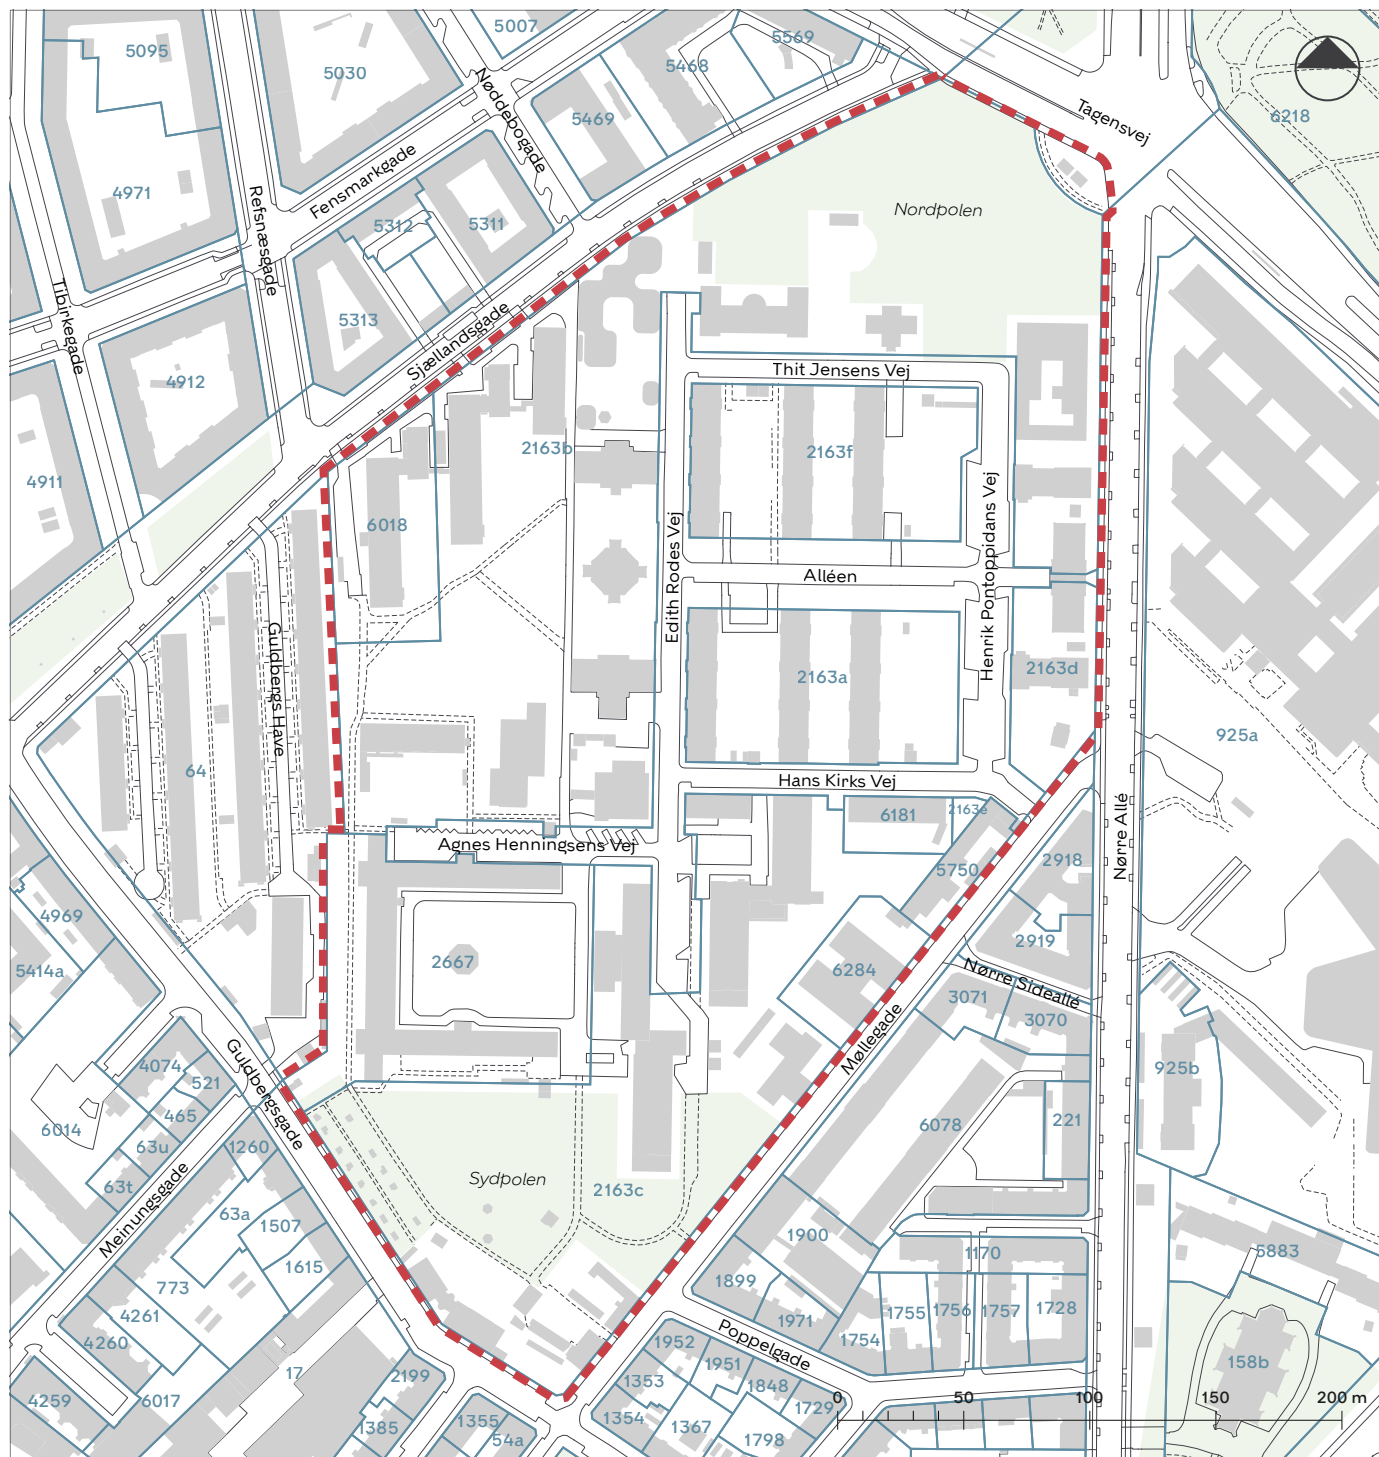 5007
5095
5030
5468
5569
Nøddebogade
5469
Tagensvej
6218
Fensmarkgade
4971
Refsnæsgade
5312
5311
Nordpolen
Tibirkegade
5313
Sjællandsgade
4912
Thit Jensens Vej
2163b
2163f
4911
6018
Edith Rodes Vej
Henrik Pontoppidans Vej
Alléen
Guldbergs Have
2163a
2163d
64
925a
Hans Kirks Vej
6181
2163e
Agnes Henningsens Vej
Nørre Allé
2918
5750
4969
2919
5414a
2667
6284
Nørre Sideallé
3071
3070
Møllegade
Guldbergsgade
4074
521
925b
465
6014
63u
6078
221
1260
63t
Meinungsgade
Sydpolen
2163c
63a
1507
1900
1170
5883
1615
1899
773
1971
1755
1756
1757
1728
4261
4260
1754
Poppelgade
1952
1951
158b
17
2199
1353
1848
4259
6017
1729
0
50
100
150
200 m
1354
1367
1385
1355
54a
1798